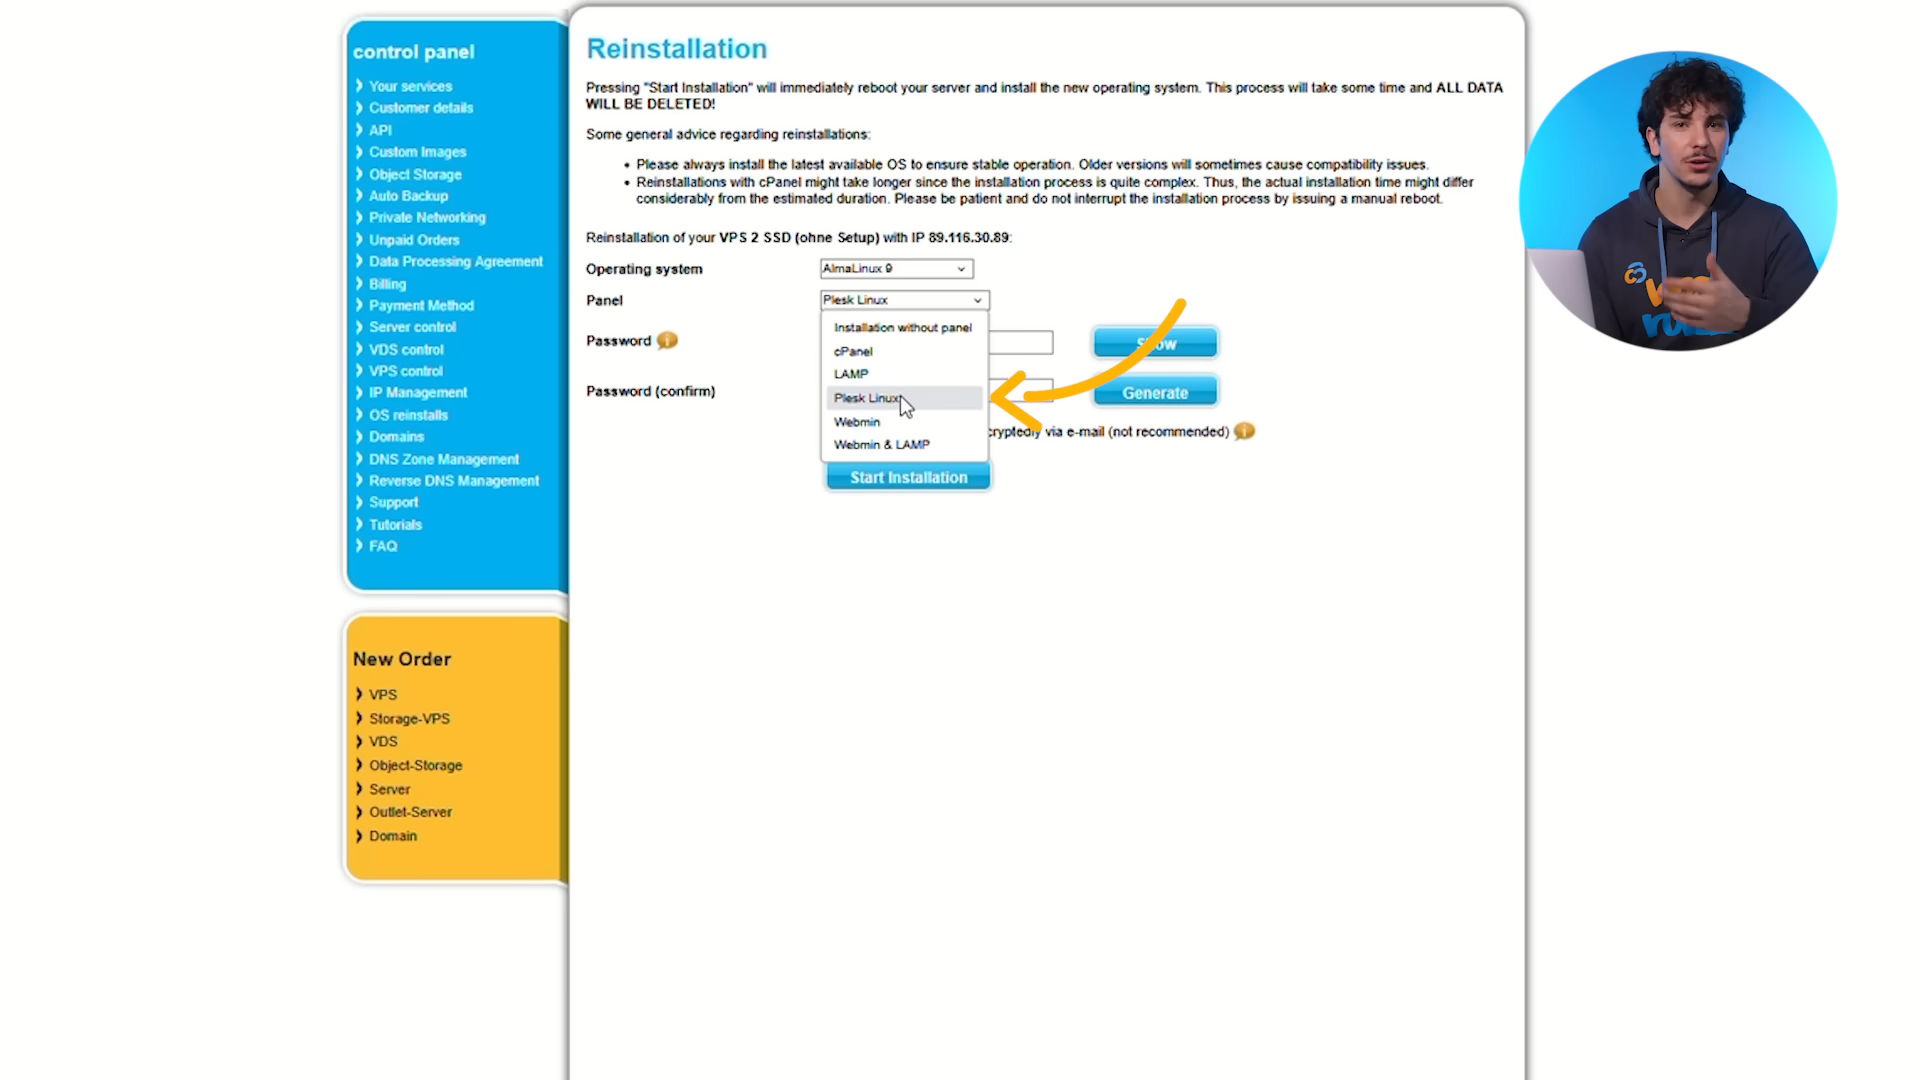 control panel
Your services
Customer details
API
Custom Images
Object Storage
Auto Backup
Private Networking
Unpaid Orders
Data Processing Agreement
Billing
Payment Method
Server control
VDS control
VPS control
IP Management
OS reinstalls
Domains
DNS Zone Management
Reverse DNS Management
Support
Tutorials
FAQ
New Order
VPS
Storage-VPS
VDS
Object-Storage
Server
Outlet-Server
Domain
Reinstallation
Pressing "Start Installation" will immediately reboot your server and install the new operating system. This process will take some time and ALL DATA
WILL BE DELETED!
Some general advice regarding reinstallations:
• Please always install the latest available OS to ensure stable operation. Older versions will sometimes cause compatibility issues.
• Reinstallations with cPanel might take longer since the installation process is quite complex. Thus, the actual installation time might differ
considerably from the estimated duration. Please be patient and do not interrupt the installation process by issuing a manual reboot.
Reinstallation of your VPS 2 SSD (ohne Setup) with IP 89.116.30.89:
Operating system AlmaLinux 9
Panel Plesk Linux
Installation without panel
cPanel
LAMP
Plesk Linux
Webmin
Webmin & LAMP
Password
Show
Password (confirm)
Generate
via e-mail (not recommended)
Start Installation